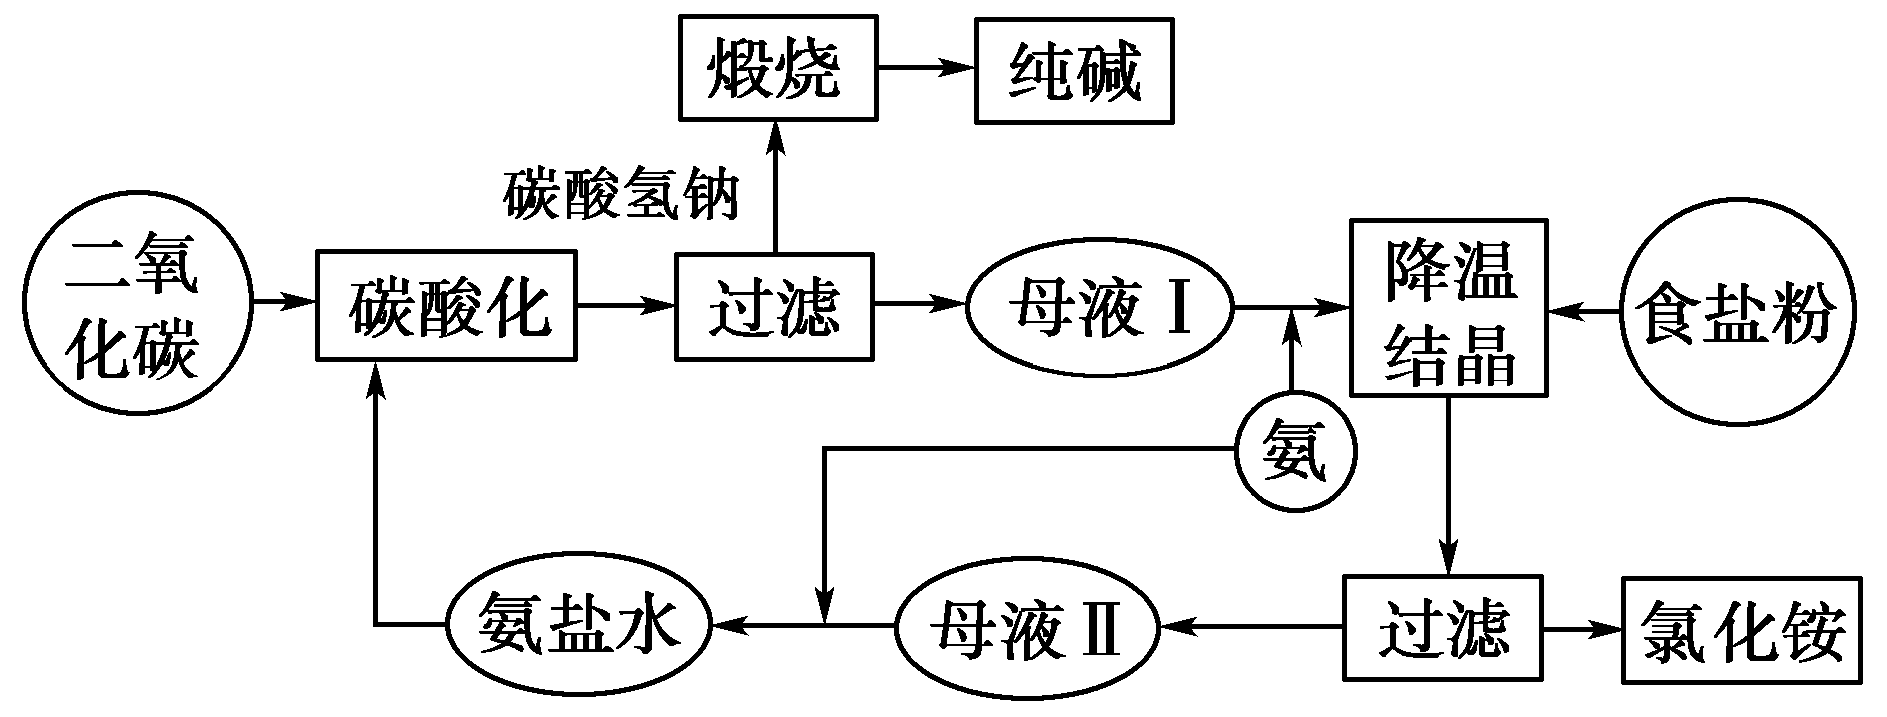 煅烧
纯碱
碳酸氢钠
二氧
化碳
碳酸化
过滤
母液Ⅰ
降温
结晶
食盐粉
氨
氨盐水
母液Ⅱ
过滤
氯化铵